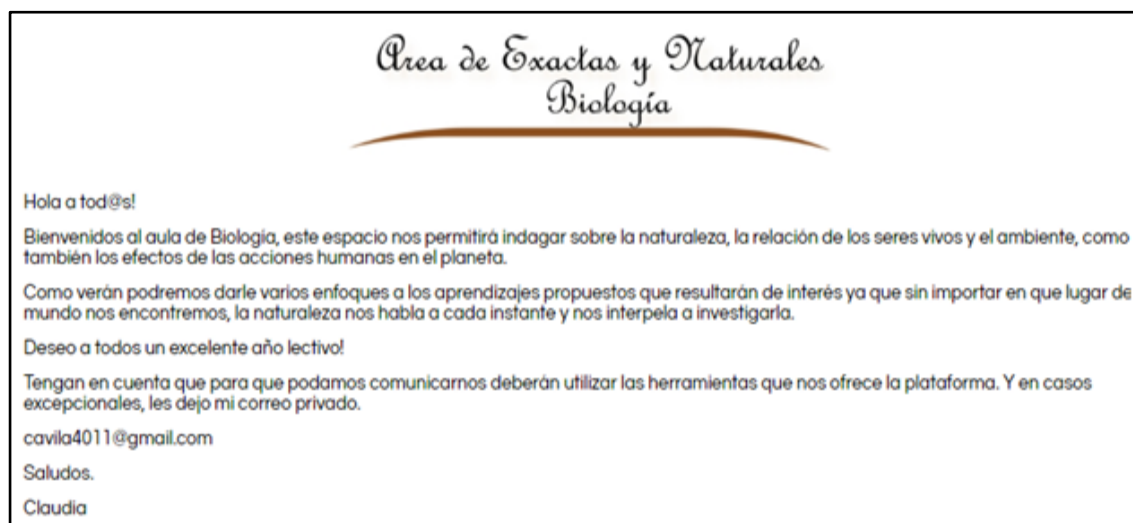 Area de Exactas y Naturales
Biología
Hola a tod@s!
Bienvenidos al aula de Biología, este espacio nos permitirá indagar sobre la naturaleza, la relación de los seres vivos y el ambiente, como
también los efectos de las acciones humanas en el planeta.
Como verán podremos darle varios enfoques a los aprendizajes propuestos que resultarán de interés ya que sin importar en que lugar de
mundo nos encontremos, la naturaleza nos habla a cada instante y nos interpela a investigarla.
Deseo a todos un excelente año lectivo!
Tengan en cuenta que para que podamos comunicarnos deberán utilizar las herramientas que nos ofrece la plataforma. Y en casos
excepcionales, les dejo mi correo privado.
cavila4011@gmail.com
Saludos.
Claudia